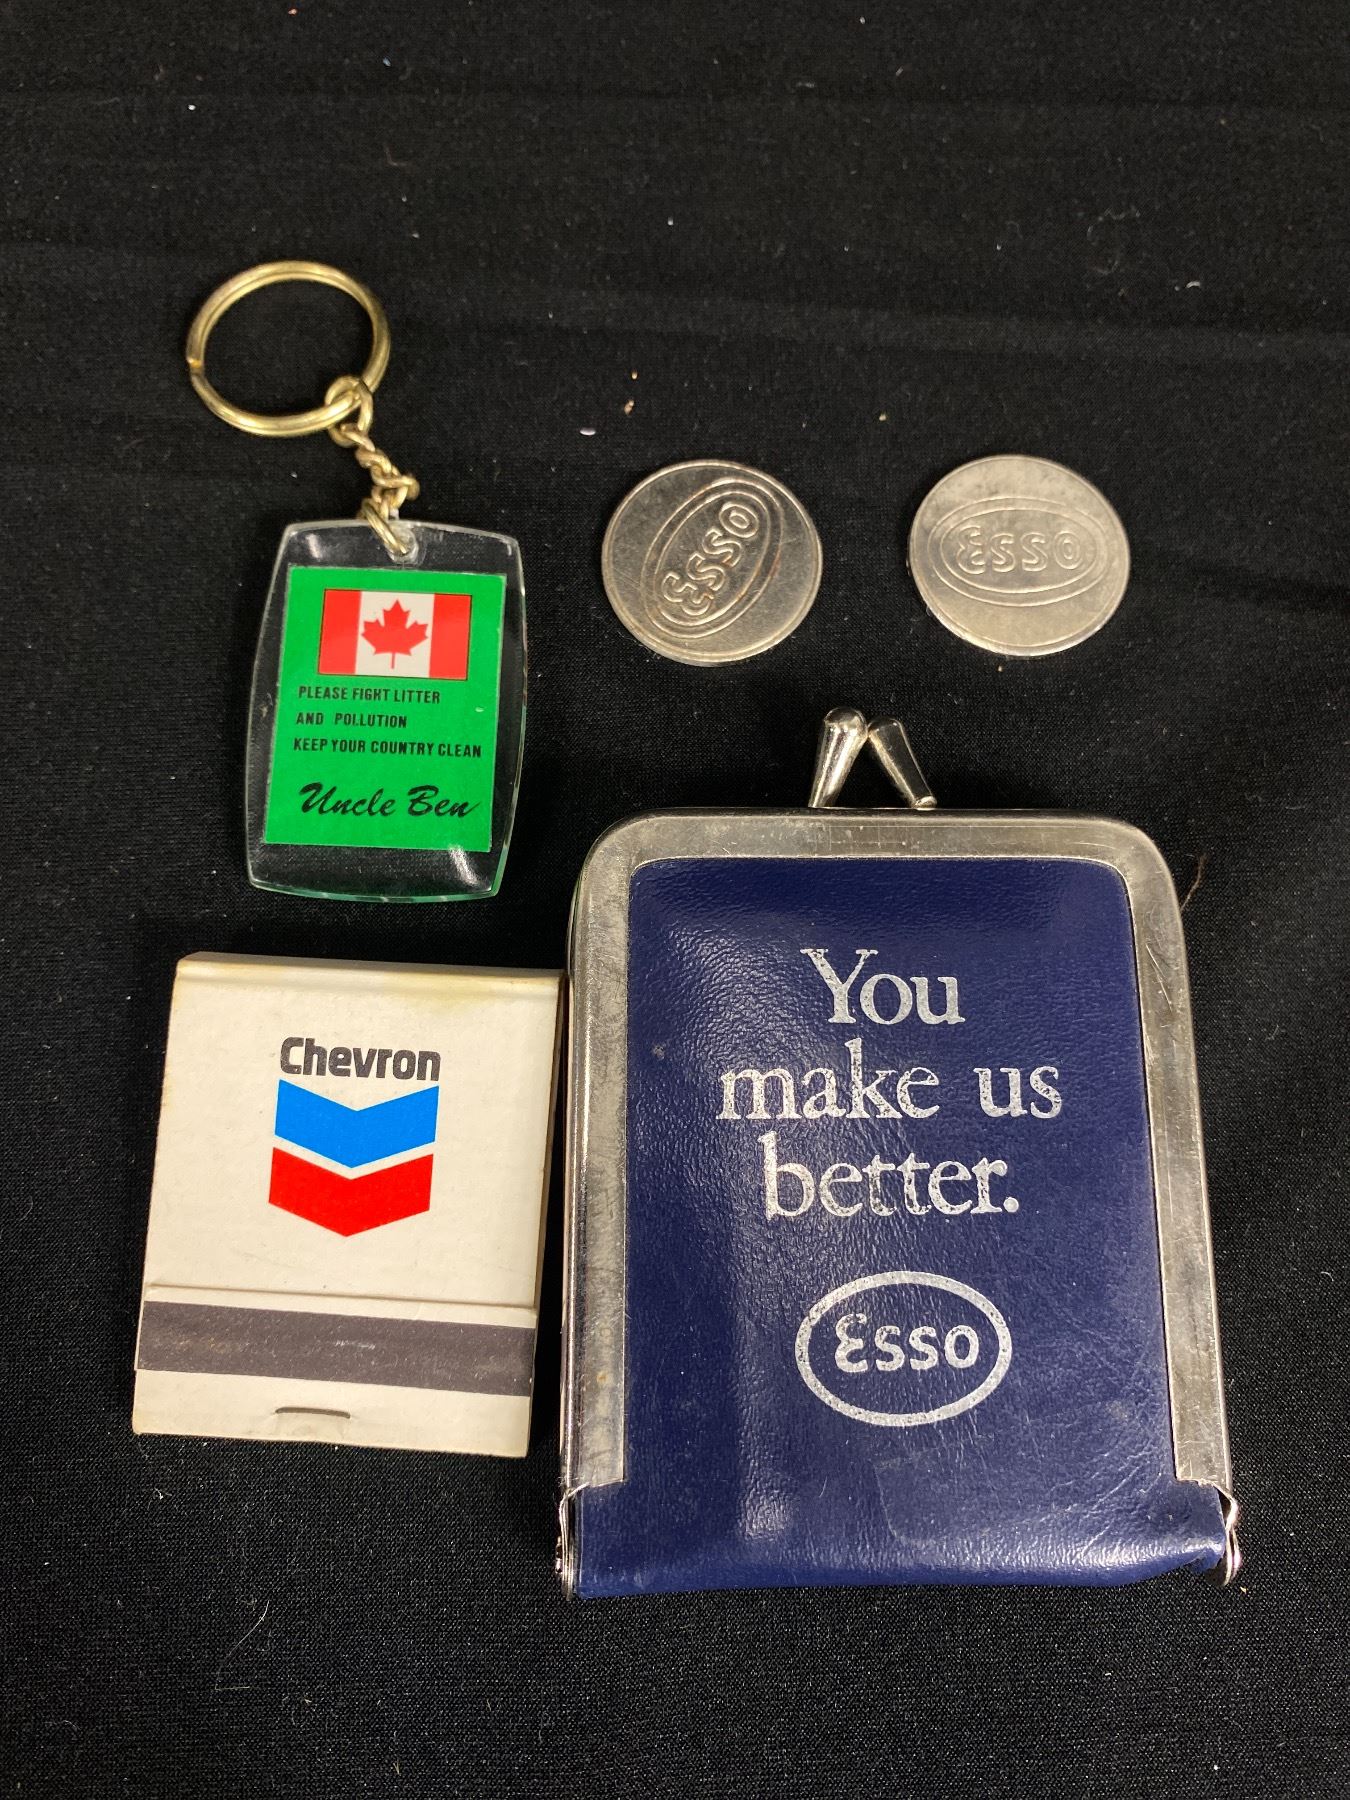 PLEASE FIGHT LITTER
AND POLLUTION
KEEP YOUR COUNTRY CLEAN
Uncle Ben
Esso
Esso
Chevron
You
make us
better.
Esso